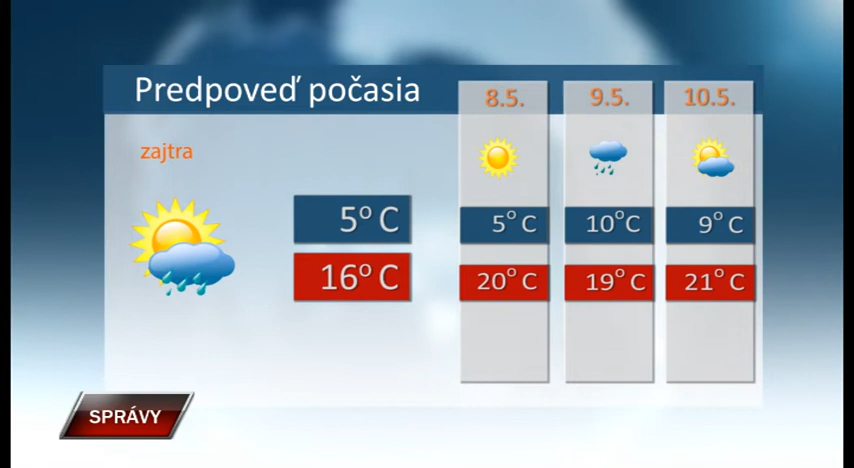 Predpoveď počasia
8.5.
9.5.
10.5.
zajtra
5° C
16° C
5° C
10°C
9° C
20° C
19° C
21° C
SPRÁVY